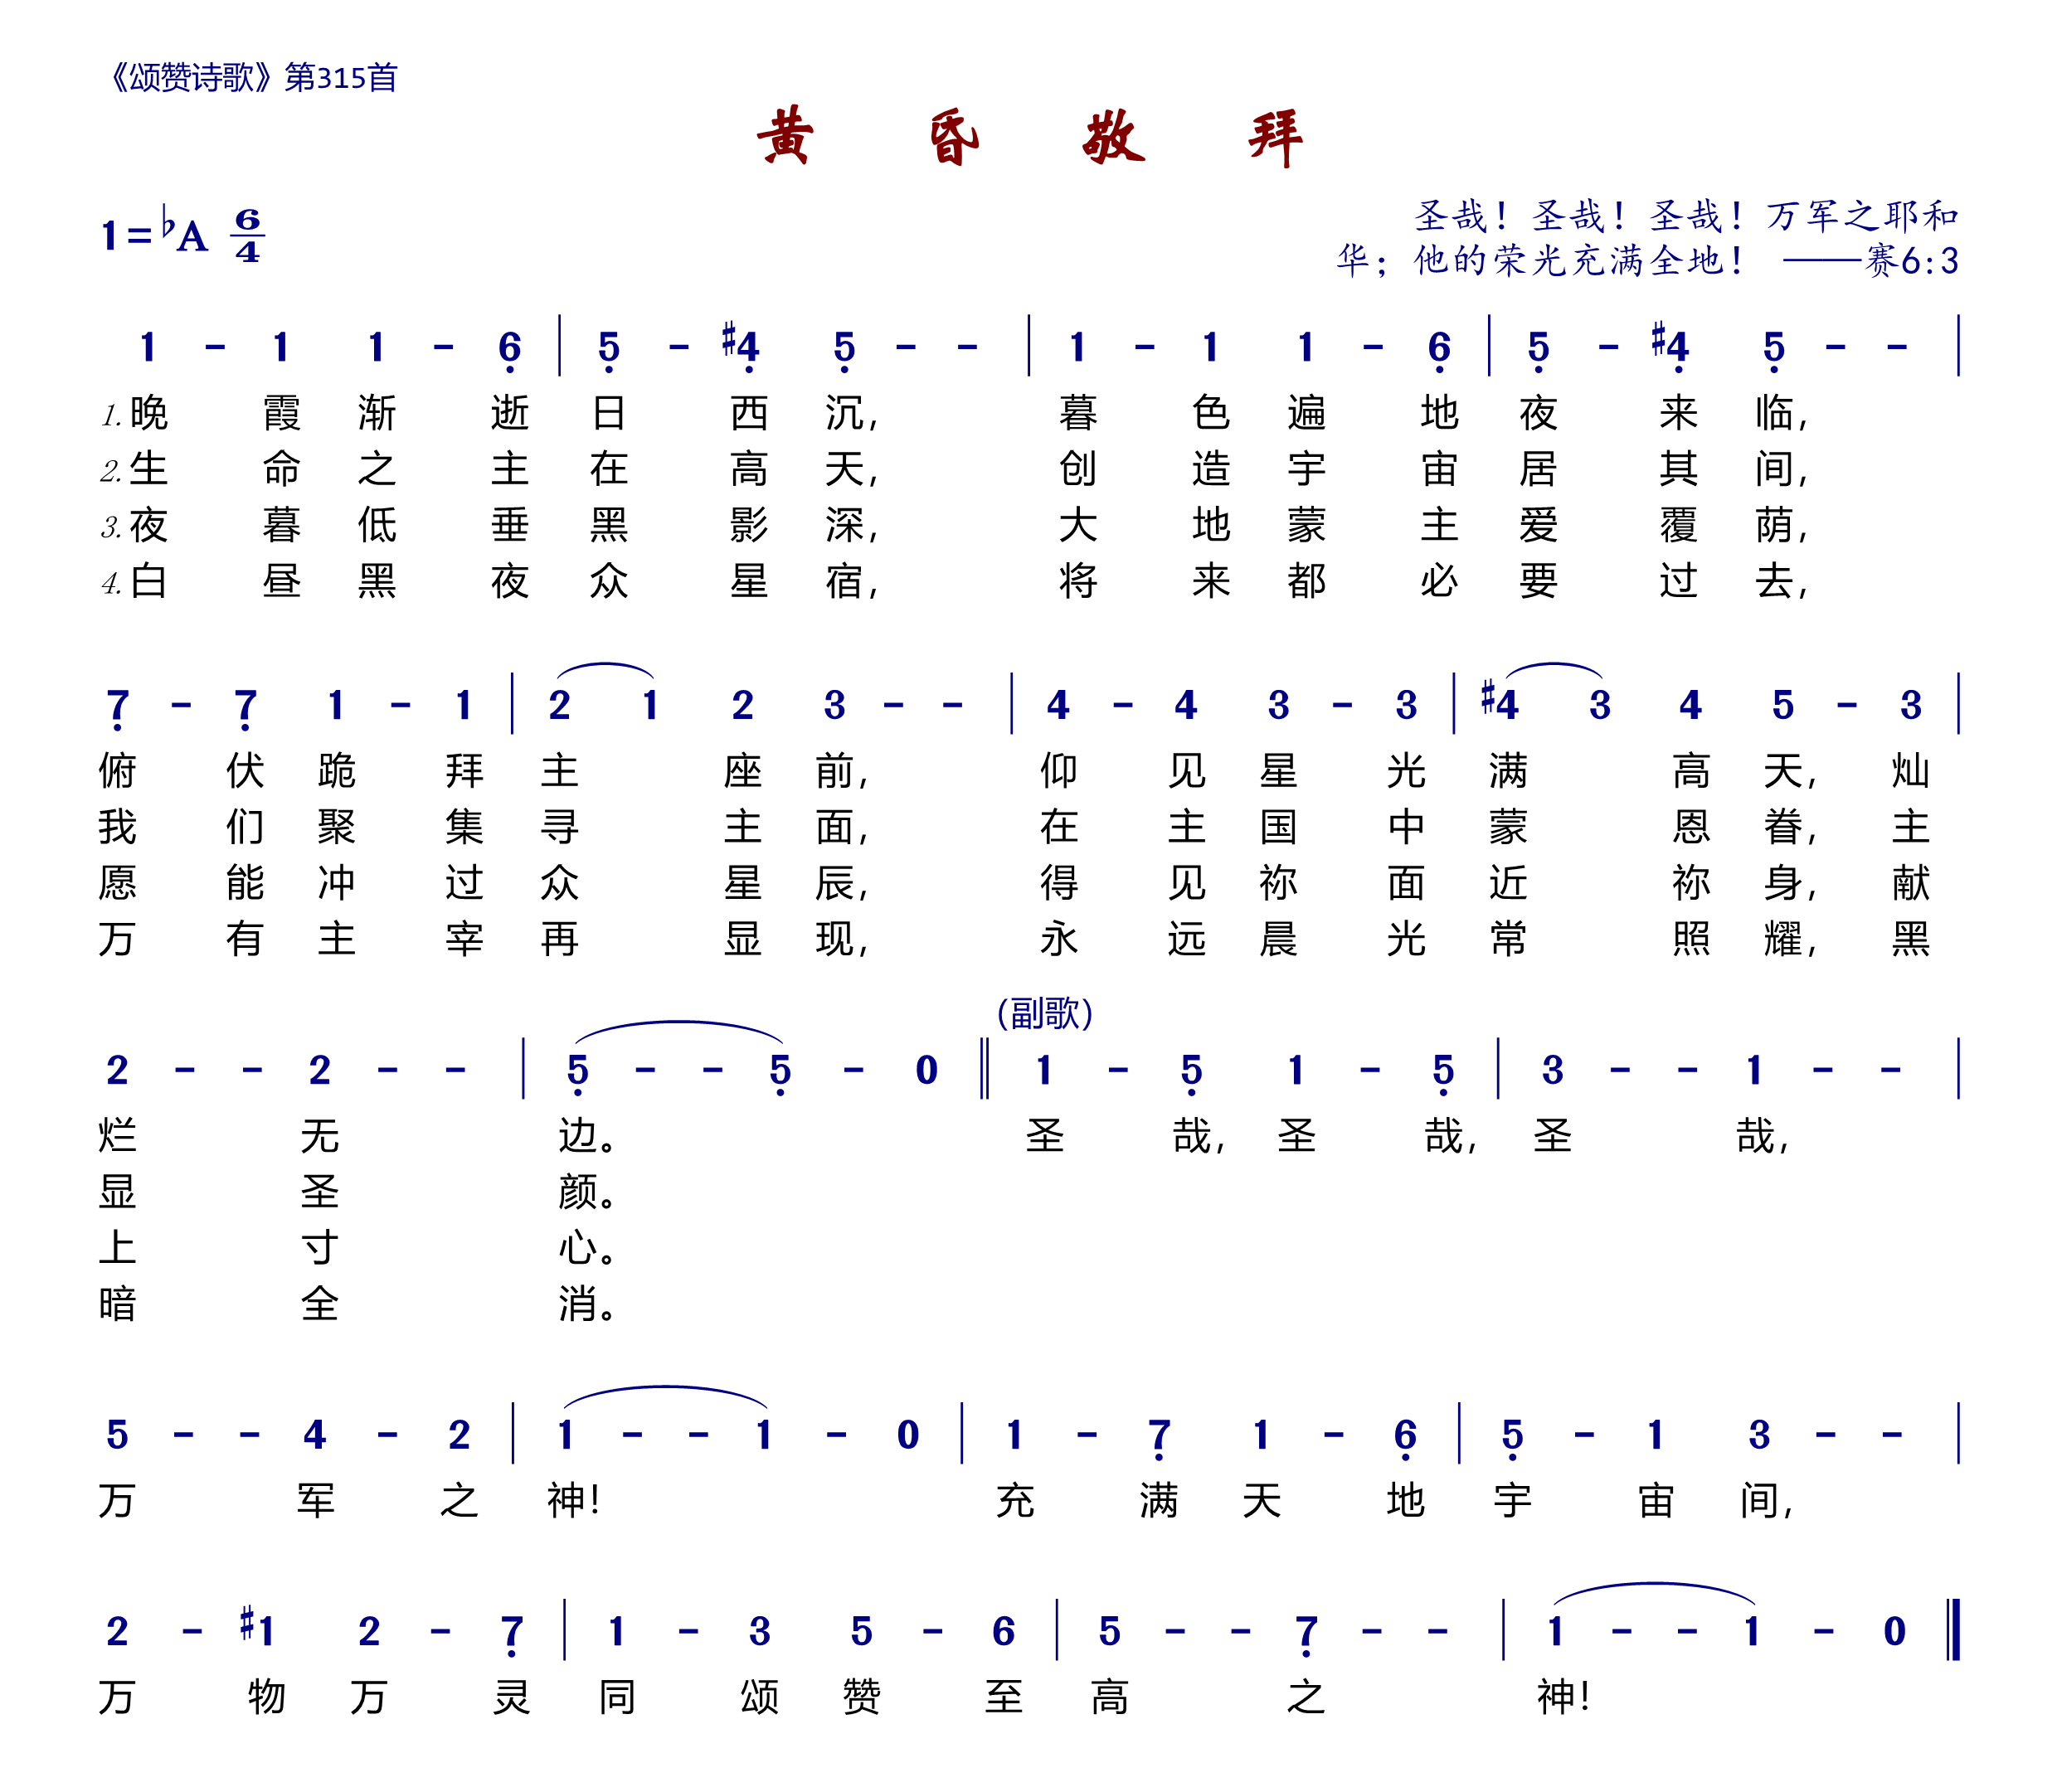 《颂赞诗歌》第315首
黄昏敬拜
1=♭A 6/4
圣哉！圣哉！圣哉！万军之耶和
华；他的荣光充满全地！ ——赛6:3
1 - 1 1 - 6̣ | 5̣ - #4̣ 5̣ - - | 1 - 1 1 - 6̣ | 5̣ - #4̣ 5̣ - - |
1.晚霞渐逝日西沉，暮色遍地夜来临，
2.生命之主在高天，创造宇宙居其间，
3.夜暮低垂黑影深，大地蒙主爱覆荫，
4.白昼黑夜众星宿，将来都必要过去，
7̣ - 7̣ 1 - 1 | 2 1 2 3 - - | 4 - 4 3 - 3 | #4 3 4 5 - 3 |
俯伏跪拜主座前，仰见星光满高天，灿
我们聚集寻主面，在主国中蒙恩眷，主
愿能冲过众星辰，得见祢面近祢身，献
万有主宰再显现，永远晨光常照耀，黑
(副歌)
2 - - 2 - - | 5̣ - - 5̣ - 0 || 1 - 5̣ 1 - 5̣ | 3 - - 1 - - |
烂无边。圣哉，圣哉，圣哉，
显圣颜。
上寸心。
暗全消。
5 - - 4 - 2 | 1 - - 1 - 0 | 1 - 7̣ 1 - 6̣ | 5̣ - 1 3 - - |
万军之神！充满天地宇宙间，
2 - #1 2 - 7̣ | 1 - 3 5 - 6 | 5 - - 7̣ - - | 1 - - 1 - 0 ||
万物万灵同颂赞至高之神！